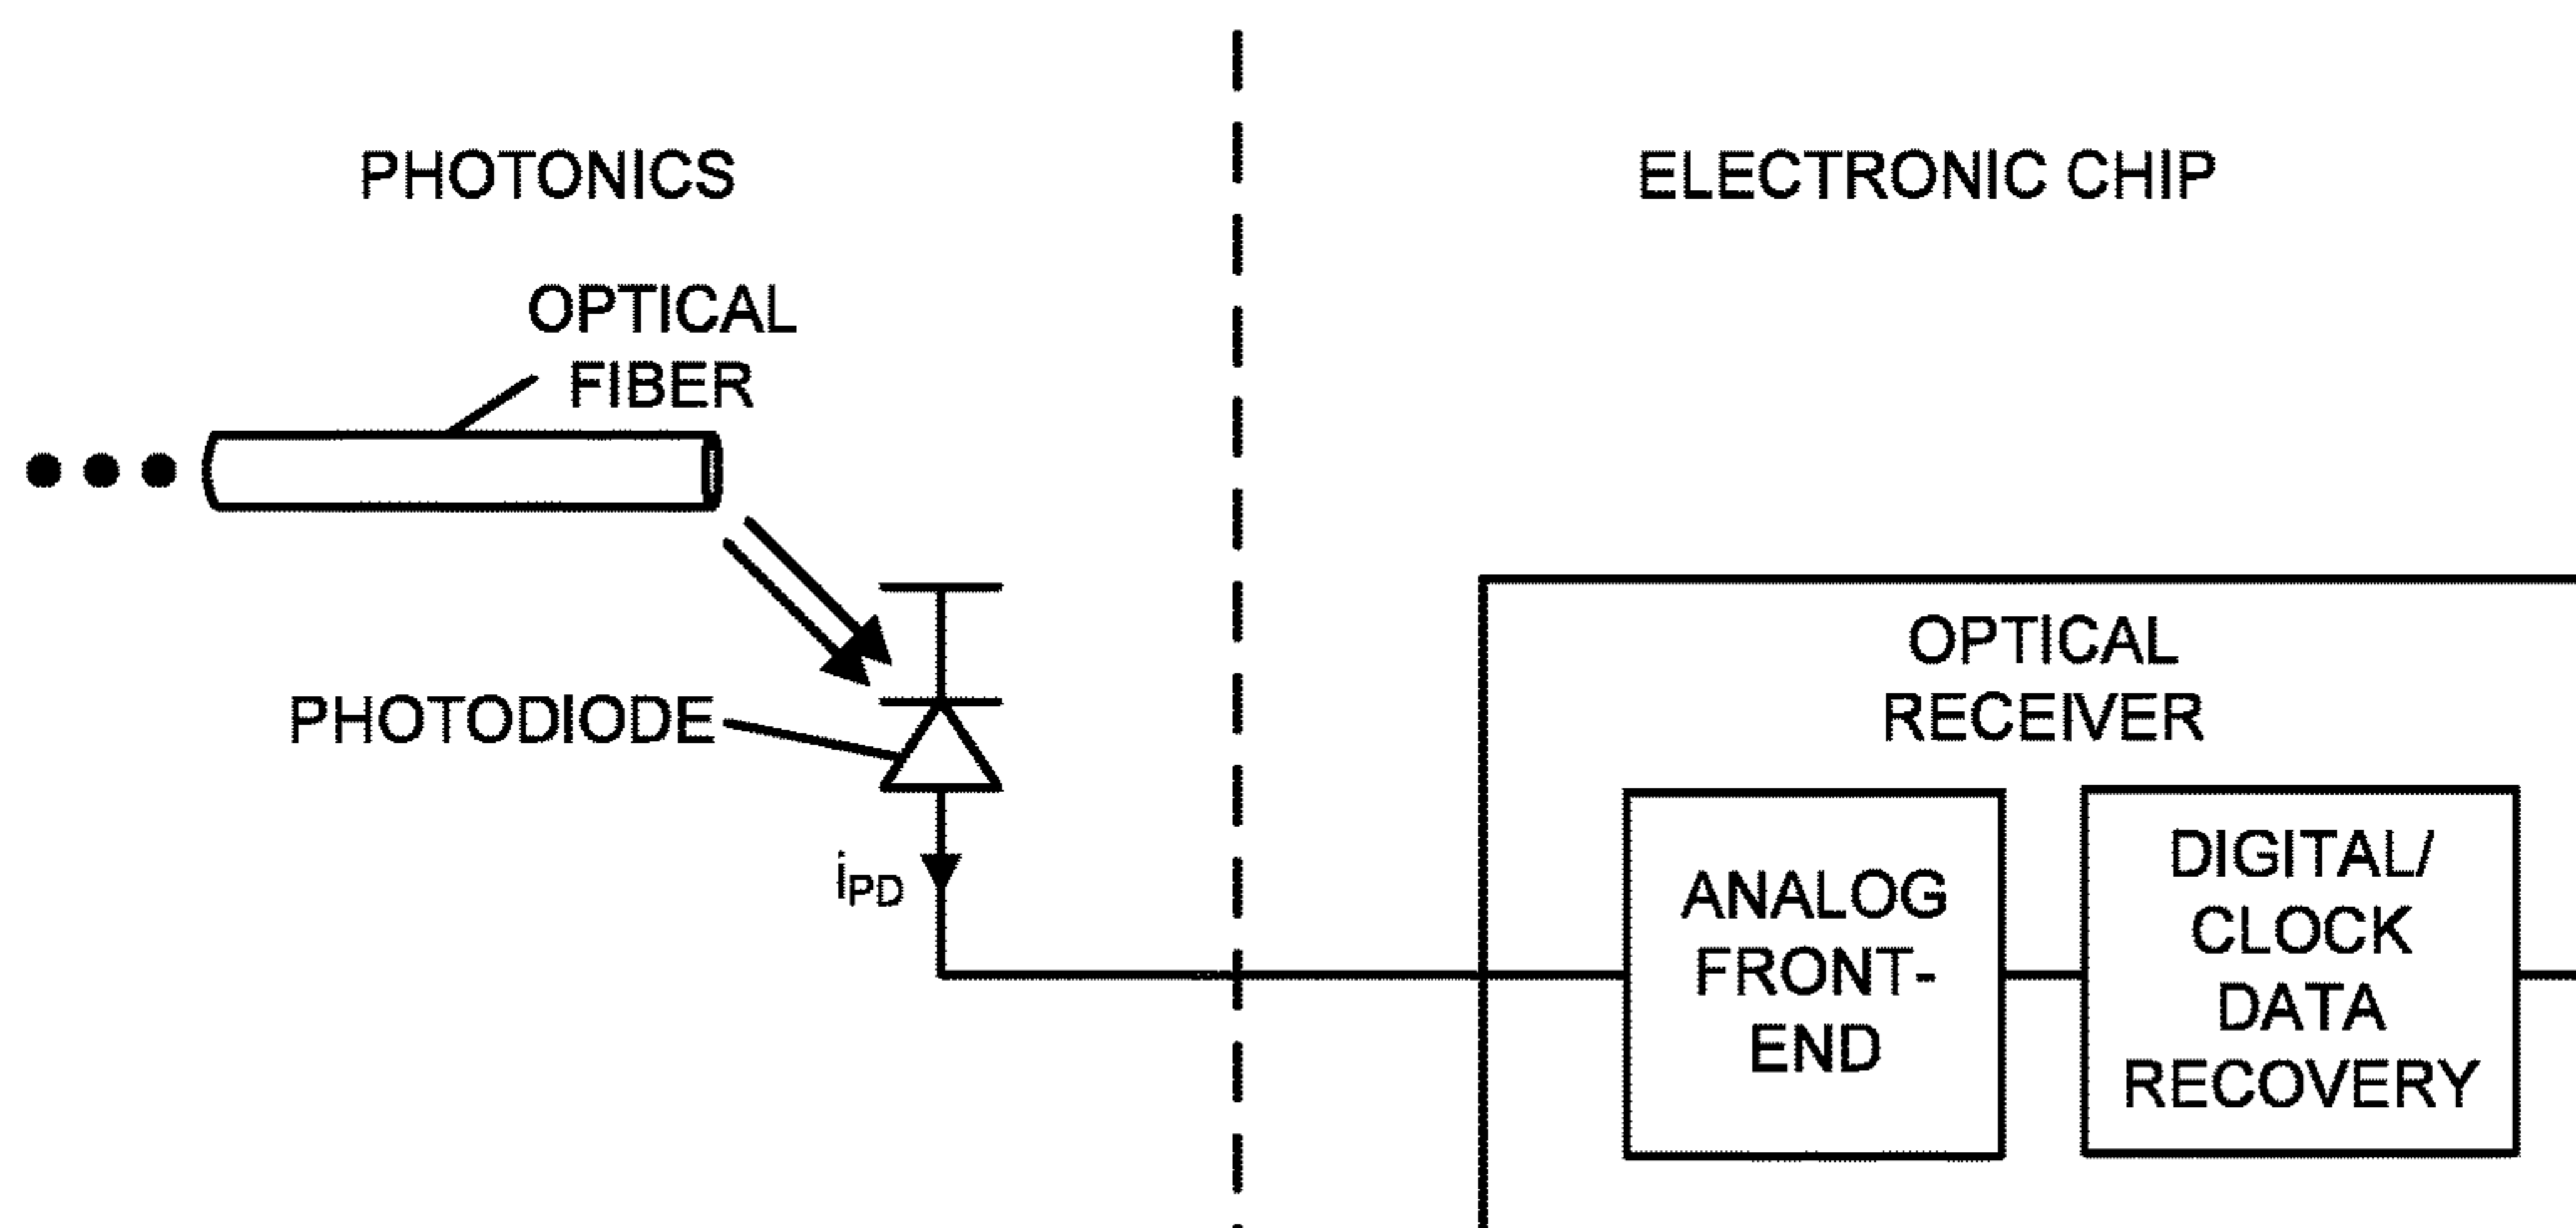 PHOTONICS
ELECTRONIC CHIP
OPTICAL
FIBER
PHOTODIODE
iPD
OPTICAL
RECEIVER
ANALOG
FRONT-
END
DIGITAL/
CLOCK
DATA
RECOVERY